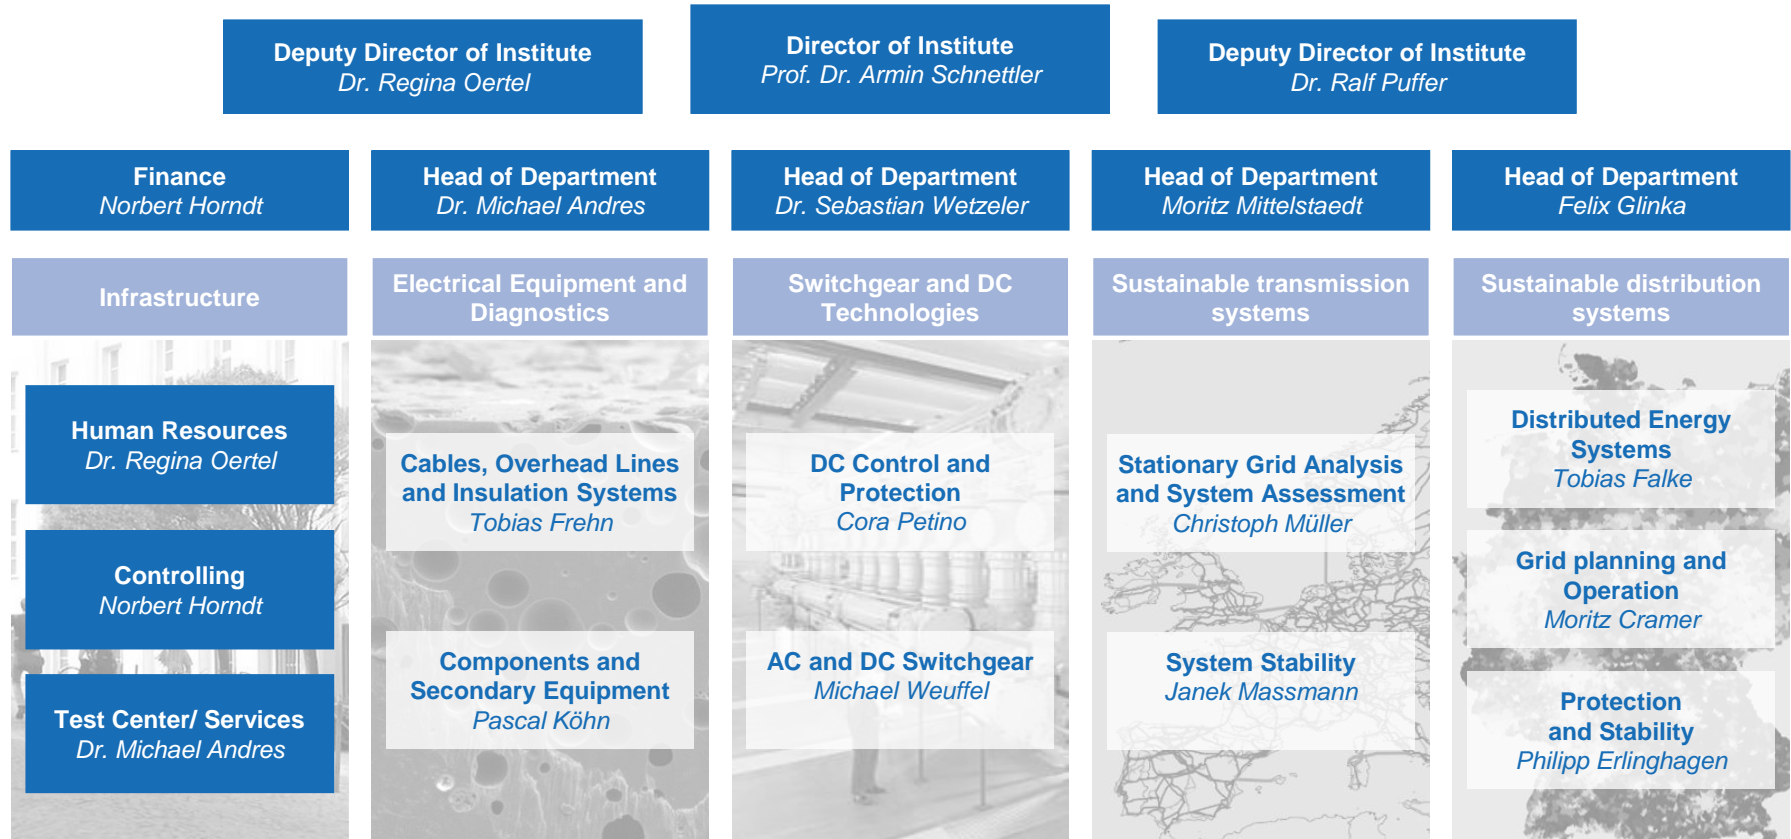 Deputy Director of Institute
Dr. Regina Oertel
Director of Institute
Prof. Dr. Armin Schnettler
Deputy Director of Institute
Dr. Ralf Puffer
Finance
Norbert Horndt
Head of Department
Dr. Michael Andres
Head of Department
Dr. Sebastian Wetzeler
Head of Department
Moritz Mittelstaedt
Head of Department
Felix Glinka
Infrastructure
Electrical Equipment and
Diagnostics
Switchgear and DC
Technologies
Sustainable transmission
systems
Sustainable distribution
systems
Human Resources
Dr. Regina Oertel
Controlling
Norbert Horndt
Test Center/ Services
Dr. Michael Andres
Cables, Overhead Lines
and Insulation Systems
Tobias Frehn
Components and
Secondary Equipment
Pascal Köhn
DC Control and
Protection
Cora Petino
AC and DC Switchgear
Michael Weuffel
Stationary Grid Analysis
and System Assessment
Christoph Müller
System Stability
Janek Massmann
Distributed Energy
Systems
Tobias Falke
Grid planning and
Operation
Moritz Cramer
Protection
and Stability
Philipp Erlinghagen